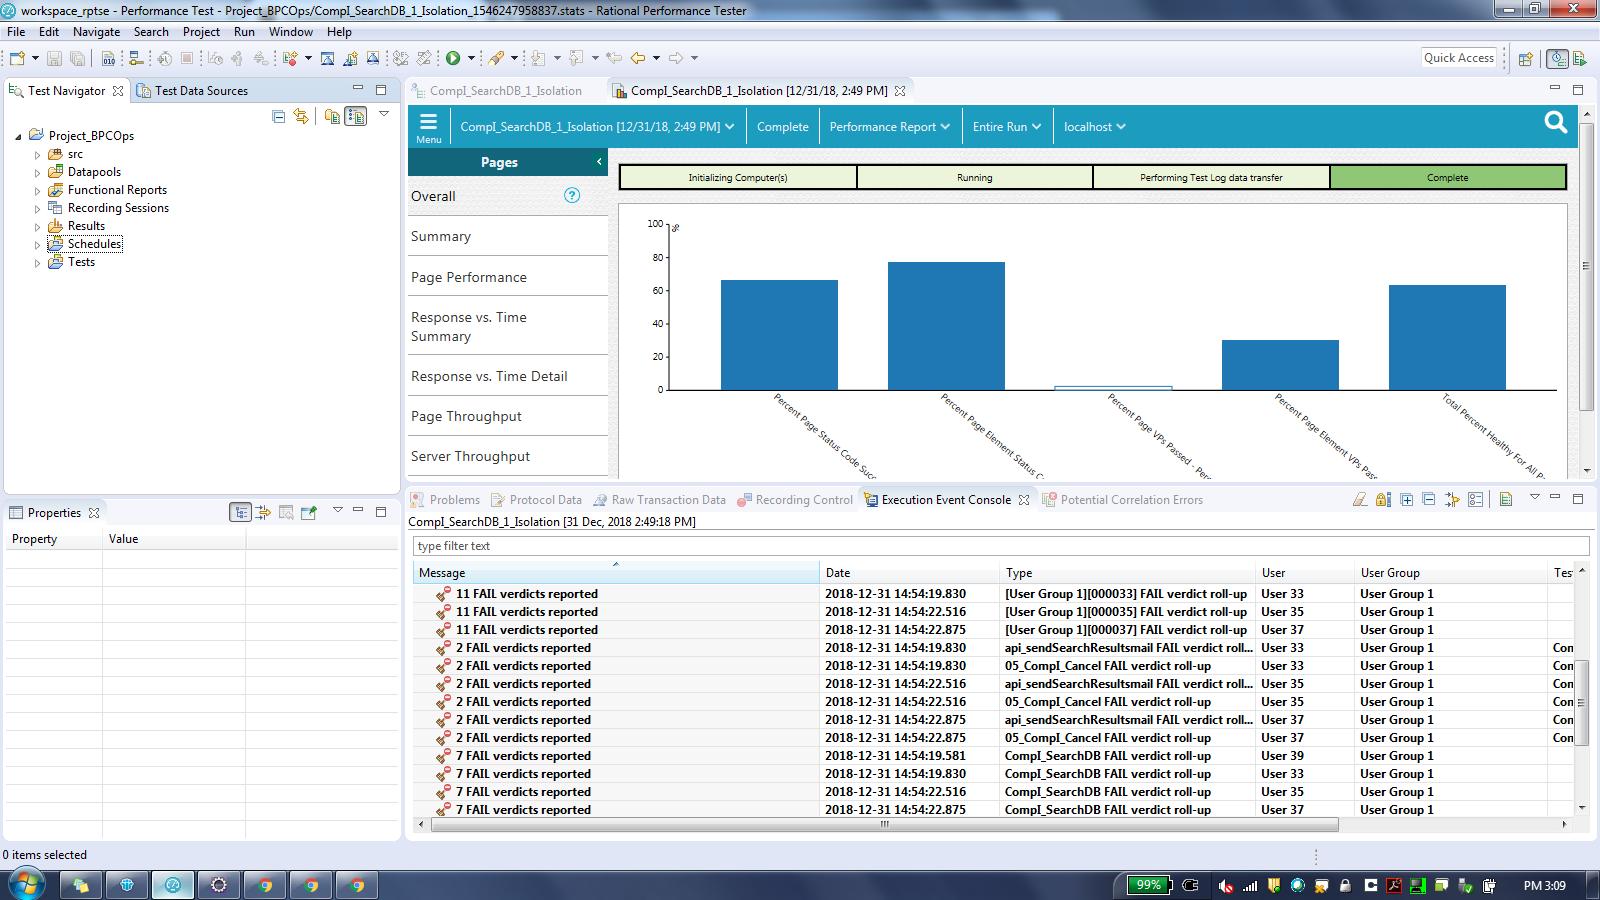 workspace_rptse - Performance Test - Project_BPCOps/CompI_SearchDB_1_Isolation_1546247958837.stats - Rational Performance Tester
File Edit Navigate Search Project Run Window Help
Quick Access
Test Navigator Test Data Sources
Project_BPCOps
src
Datapools
Functional Reports
Recording Sessions
Results
Schedules
Tests
CompI_SearchDB_1_Isolation CompI_SearchDB_1_Isolation [12/31/18, 2:49 PM]
Menu CompI_SearchDB_1_Isolation [12/31/18, 2:49 PM] Complete Performance Report Entire Run localhost
Pages
Overall ?
Summary
Page Performance
Response vs. Time
Summary
Response vs. Time Detail
Page Throughput
Server Throughput
Initializing Computer(s) Running Performing Test Log data transfer Complete
100
80
60
40
20
0
%
Percent Page Status Code Suc
Percent Page Element Status C
Percent Page VPs Passed - Per
Percent Page Element VPs Pas
Total Percent Healthy For All P
Properties
Property Value
Problems Protocol Data Raw Transaction Data Recording Control Execution Event Console Potential Correlation Errors
CompI_SearchDB_1_Isolation [31 Dec, 2018 2:49:18 PM]
type filter text
Message Date Type User User Group Tes
11 FAIL verdicts reported 2018-12-31 14:54:19.830 [User Group 1][000033] FAIL verdict roll-up User 33 User Group 1
11 FAIL verdicts reported 2018-12-31 14:54:22.516 [User Group 1][000035] FAIL verdict roll-up User 35 User Group 1
11 FAIL verdicts reported 2018-12-31 14:54:22.875 [User Group 1][000037] FAIL verdict roll-up User 37 User Group 1
2 FAIL verdicts reported 2018-12-31 14:54:19.830 api_sendSearchResultsmail FAIL verdict roll... User 33 User Group 1 Con
2 FAIL verdicts reported 2018-12-31 14:54:19.830 05_CompI_Cancel FAIL verdict roll-up User 33 User Group 1 Con
2 FAIL verdicts reported 2018-12-31 14:54:22.516 api_sendSearchResultsmail FAIL verdict roll... User 35 User Group 1 Con
2 FAIL verdicts reported 2018-12-31 14:54:22.516 05_CompI_Cancel FAIL verdict roll-up User 35 User Group 1 Con
2 FAIL verdicts reported 2018-12-31 14:54:22.875 api_sendSearchResultsmail FAIL verdict roll... User 37 User Group 1 Con
2 FAIL verdicts reported 2018-12-31 14:54:22.875 05_CompI_Cancel FAIL verdict roll-up User 37 User Group 1 Con
7 FAIL verdicts reported 2018-12-31 14:54:19.581 CompI_SearchDB FAIL verdict roll-up User 39 User Group 1
7 FAIL verdicts reported 2018-12-31 14:54:19.830 CompI_SearchDB FAIL verdict roll-up User 33 User Group 1
7 FAIL verdicts reported 2018-12-31 14:54:22.516 CompI_SearchDB FAIL verdict roll-up User 35 User Group 1
7 FAIL verdicts reported 2018-12-31 14:54:22.875 CompI_SearchDB FAIL verdict roll-up User 37 User Group 1
0 items selected
99% PM 3:09